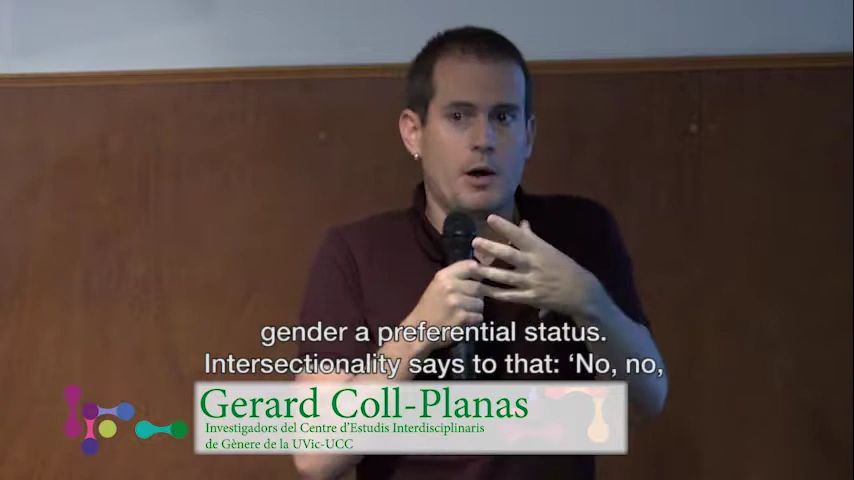 gender a preferential status.
Intersectionality says to that: ‘No, no,
Gerard Coll-Planas
Investigadors del Centre d'Estudis Interdisciplinaris
de Gènere de la UVic-UCC